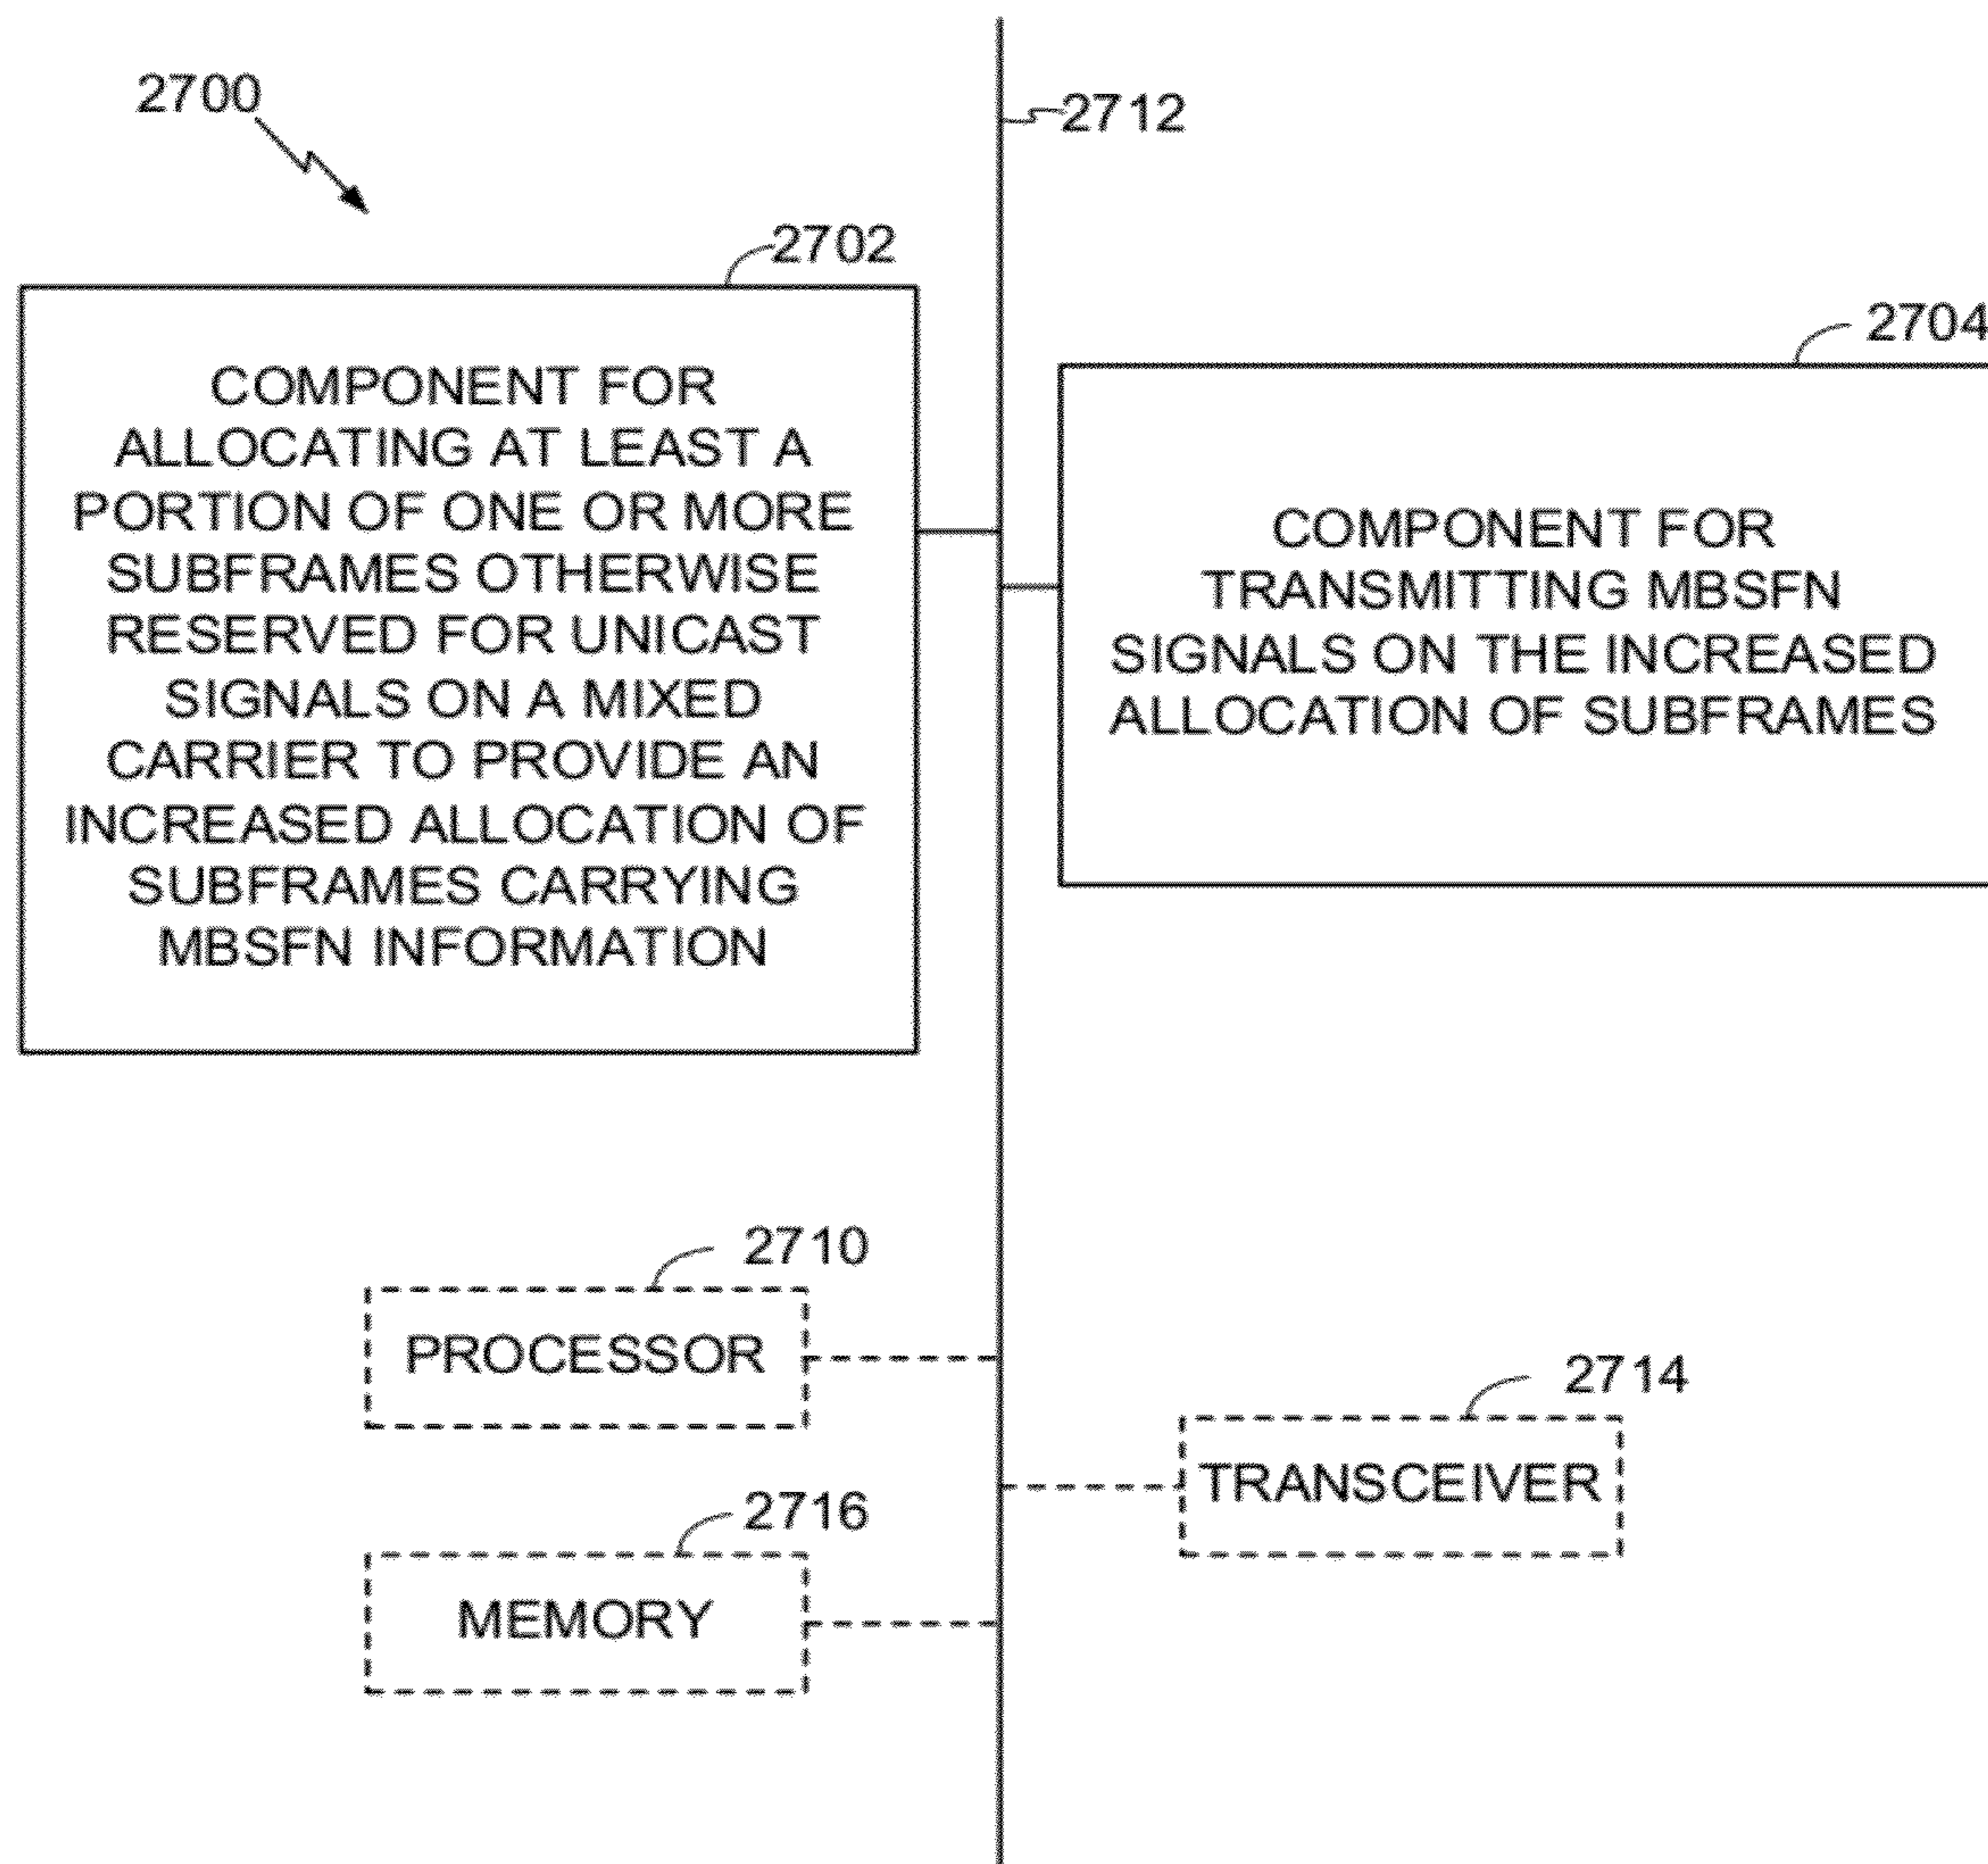 2700
2712
2702
COMPONENT FOR
ALLOCATING AT LEAST A
PORTION OF ONE OR MORE
SUBFRAMES OTHERWISE
RESERVED FOR UNICAST
SIGNALS ON A MIXED
CARRIER TO PROVIDE AN
INCREASED ALLOCATION OF
SUBFRAMES CARRYING
MBSFN INFORMATION
2704
COMPONENT FOR
TRANSMITTING MBSFN
SIGNALS ON THE INCREASED
ALLOCATION OF SUBFRAMES
2710
PROCESSOR
2714
TRANSCEIVER
2716
MEMORY